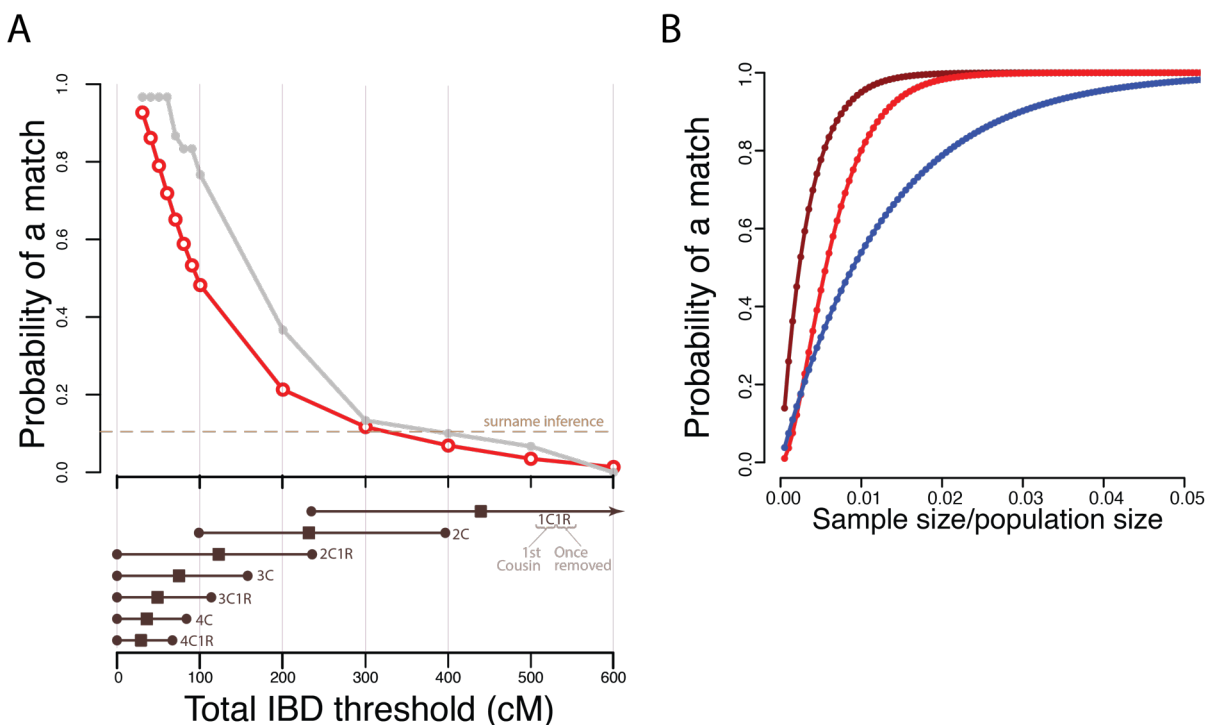 A
Probability of a match
0.0
0.2
0.4
0.6
0.8
1.0
surname inference
1C1R
1st Once
Cousin removed
2C
2C1R
3C
3C1R
4C
4C1R
0 100 200 300 400 500 600
Total IBD threshold (cM)
B
Probability of a match
0.0
0.2
0.4
0.6
0.8
1.0
0.00 0.01 0.02 0.03 0.04 0.05
Sample size/population size